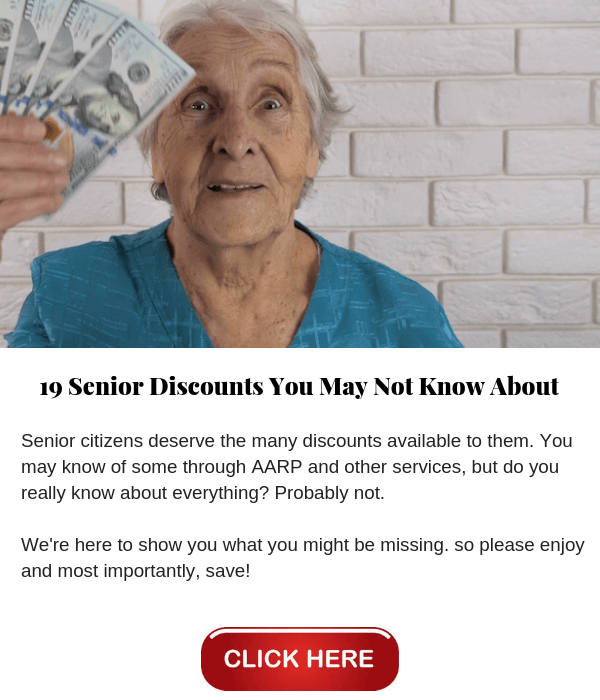 19 Senior Discounts You May Not Know About
Senior citizens deserve the many discounts available to them. You
may know of some through AARP and other services, but do you
really know about everything? Probably not.
We're here to show you what you might be missing. so please enjoy
and most importantly, save!
CLICK HERE